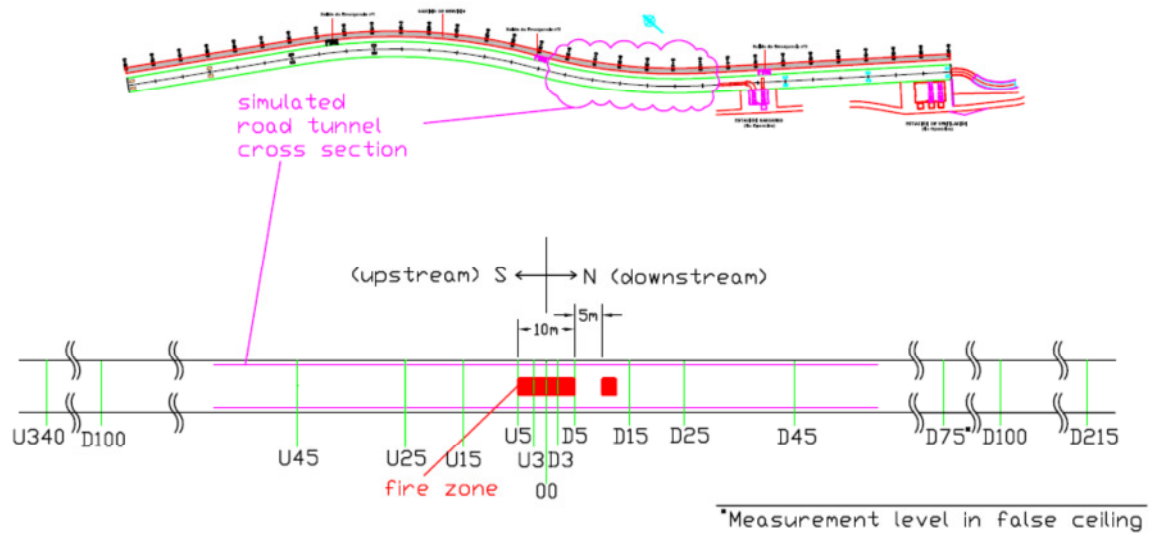 simulated
road tunnel
cross section
(upstream) S N (downstream)
5m
10m
U340 D100 U45 U25 U15 U5 U3 D3 D5 D15 D25 D45 D75* D100 D215
00
fire zone
*Measurement level in false ceiling